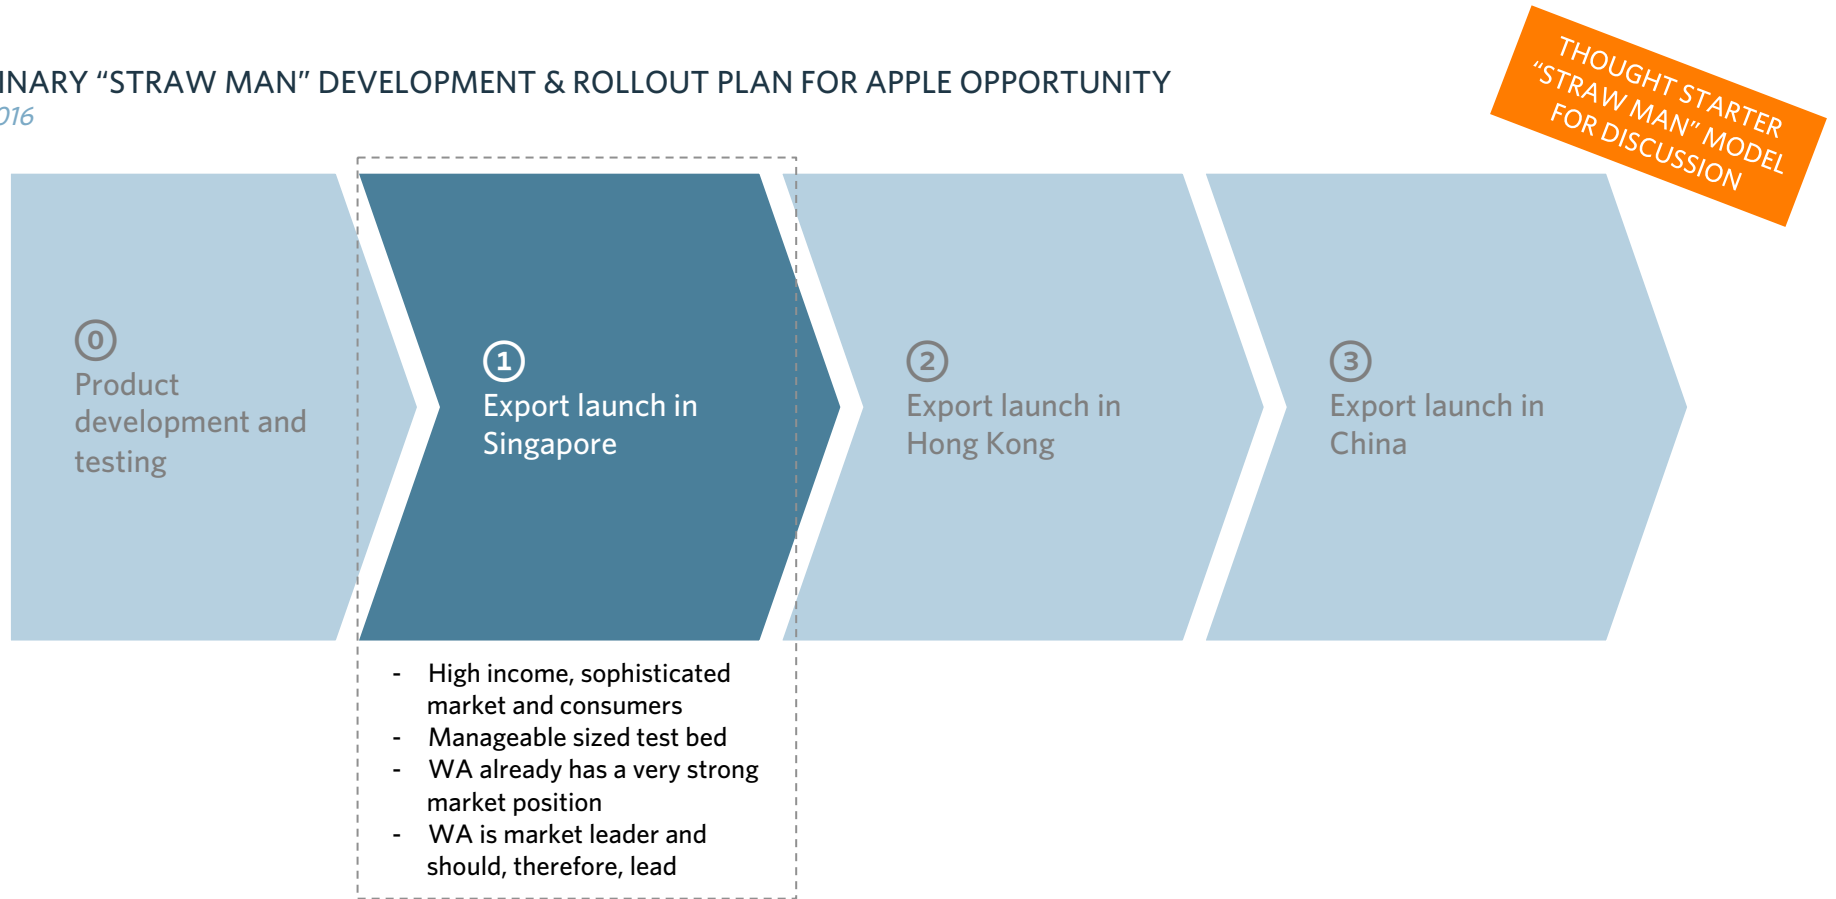 INARY “STRAW MAN” DEVELOPMENT & ROLLOUT PLAN FOR APPLE OPPORTUNITY
016
THOUGHT STARTER
“STRAW MAN” MODEL
FOR DISCUSSION
0
Product
development and
testing
1
Export launch in
Singapore
2
Export launch in
Hong Kong
3
Export launch in
China
- High income, sophisticated
market and consumers
- Manageable sized test bed
- WA already has a very strong
market position
- WA is market leader and
should, therefore, lead